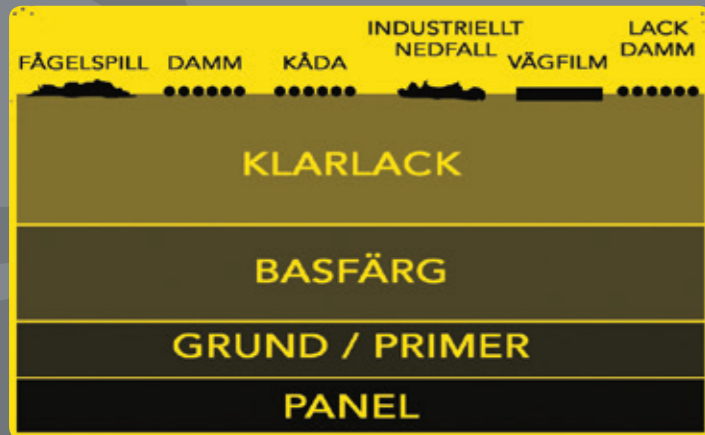 FÅGELSPILL
DAMM
KÅDA
INDUSTRIELLT
NEDFALL
VÄGFILM
LACK
DAMM
KLARLACK
BASFÄRG
GRUND / PRIMER
PANEL